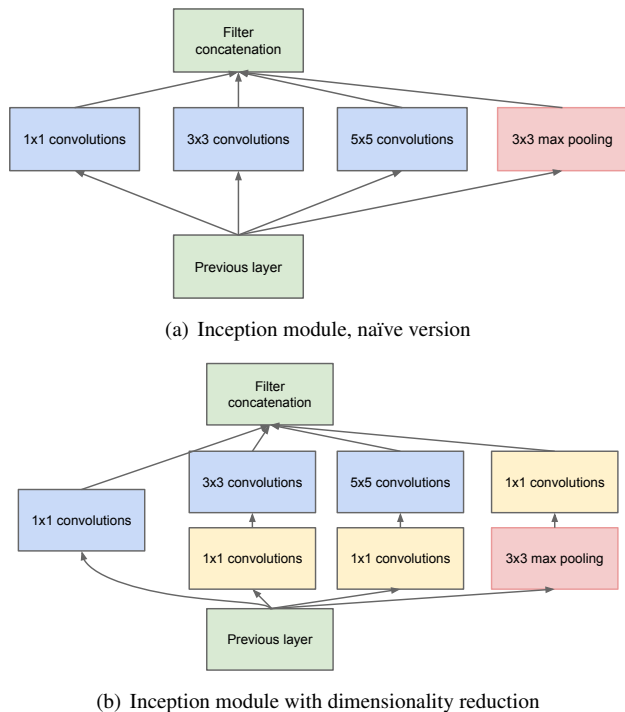 Filter
concatenation
1x1 convolutions
3x3 convolutions
5x5 convolutions
3x3 max pooling
Previous layer
(a) Inception module, naïve version
Filter
concatenation
3x3 convolutions
5x5 convolutions
1x1 convolutions
1x1 convolutions
1x1 convolutions
1x1 convolutions
3x3 max pooling
Previous layer
(b) Inception module with dimensionality reduction